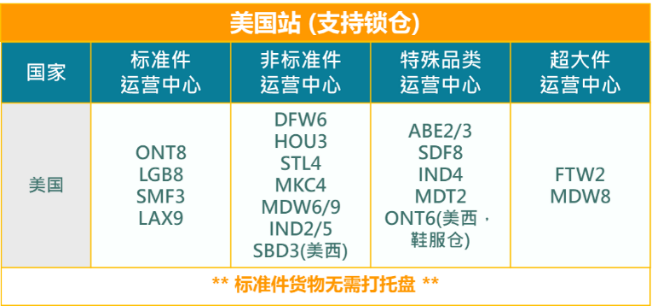 美国站 (支持锁仓)
国家
标准件
运营中心
非标准件
运营中心
特殊品类
运营中心
超大件
运营中心
美国
ONT8
LGB8
SMF3
LAX9
DFW6
HOU3
STL4
MKC4
MDW6/9
IND2/5
SBD3(美西)
ABE2/3
SDF8
IND4
MDT2
ONT6(美西，
鞋服仓)
FTW2
MDW8
** 标准件货物无需打托盘 **